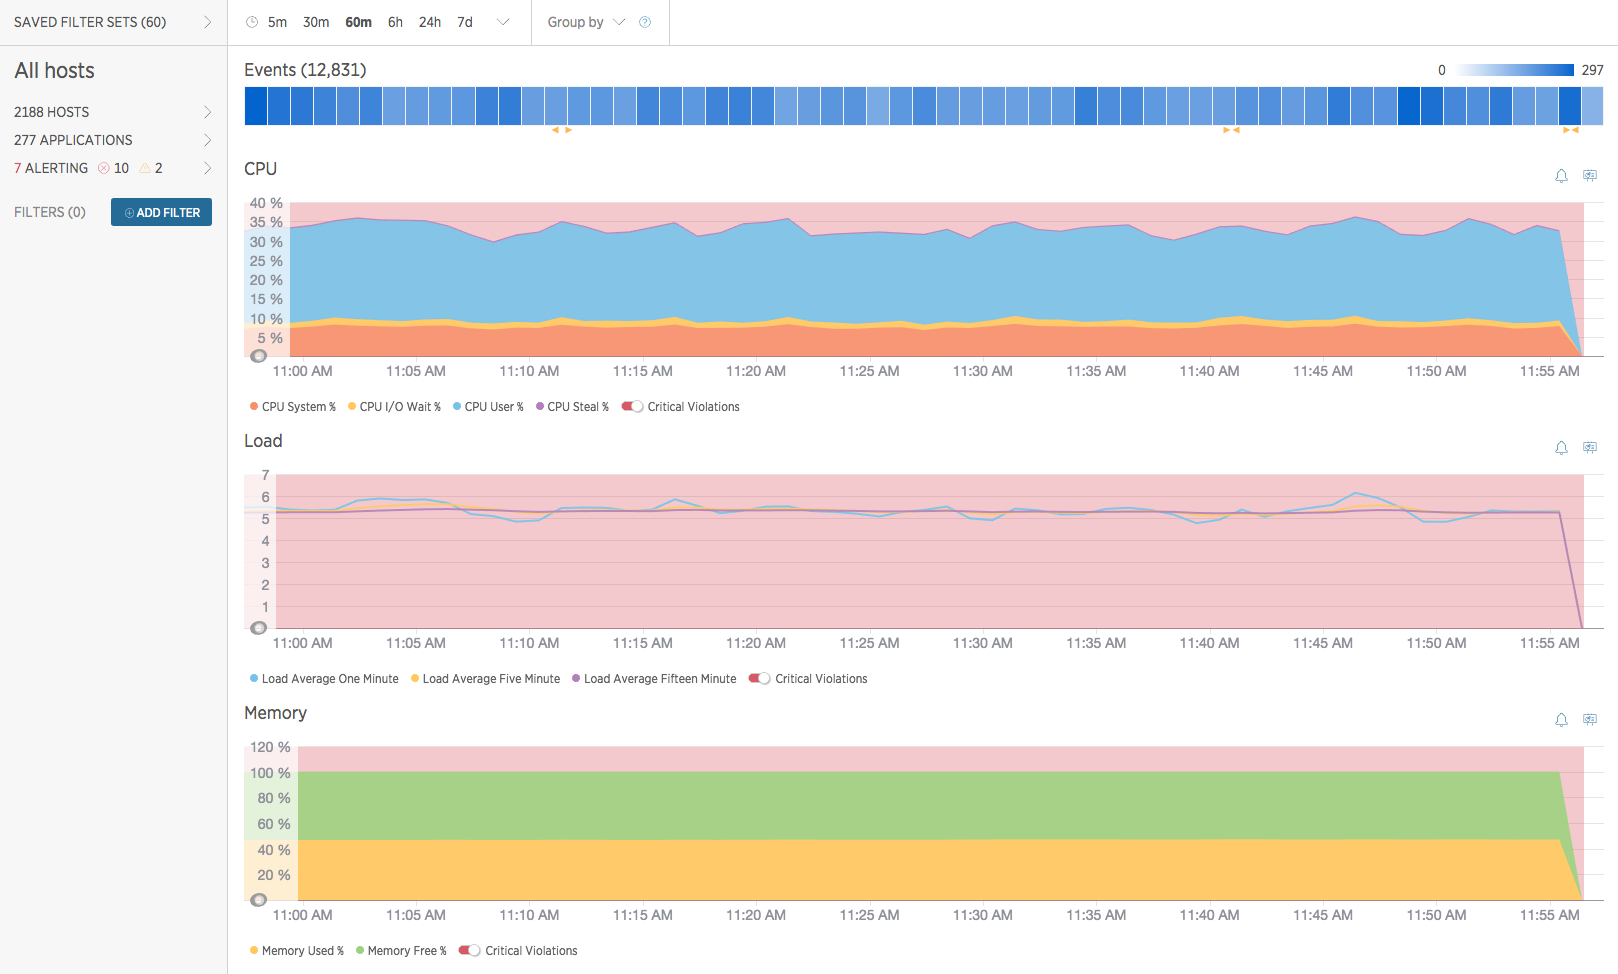 SAVED FILTER SETS (60)
5m 30m 60m 6h 24h 7d
Group by ?
All hosts
2188 HOSTS
277 APPLICATIONS
7 ALERTING 10 2
FILTERS (0) ADD FILTER
Events (12,831)
0 297
CPU
40 %
35 %
30 %
25 %
20 %
15 %
10 %
5 %
11:00 AM 11:05 AM 11:10 AM 11:15 AM 11:20 AM 11:25 AM 11:30 AM 11:35 AM 11:40 AM 11:45 AM 11:50 AM 11:55 AM
CPU System % CPU I/O Wait % CPU User % CPU Steal % Critical Violations
Load
7
6
5
4
3
2
1
11:00 AM 11:05 AM 11:10 AM 11:15 AM 11:20 AM 11:25 AM 11:30 AM 11:35 AM 11:40 AM 11:45 AM 11:50 AM 11:55 AM
Load Average One Minute Load Average Five Minute Load Average Fifteen Minute Critical Violations
Memory
120 %
100 %
80 %
60 %
40 %
20 %
11:00 AM 11:05 AM 11:10 AM 11:15 AM 11:20 AM 11:25 AM 11:30 AM 11:35 AM 11:40 AM 11:45 AM 11:50 AM 11:55 AM
Memory Used % Memory Free % Critical Violations